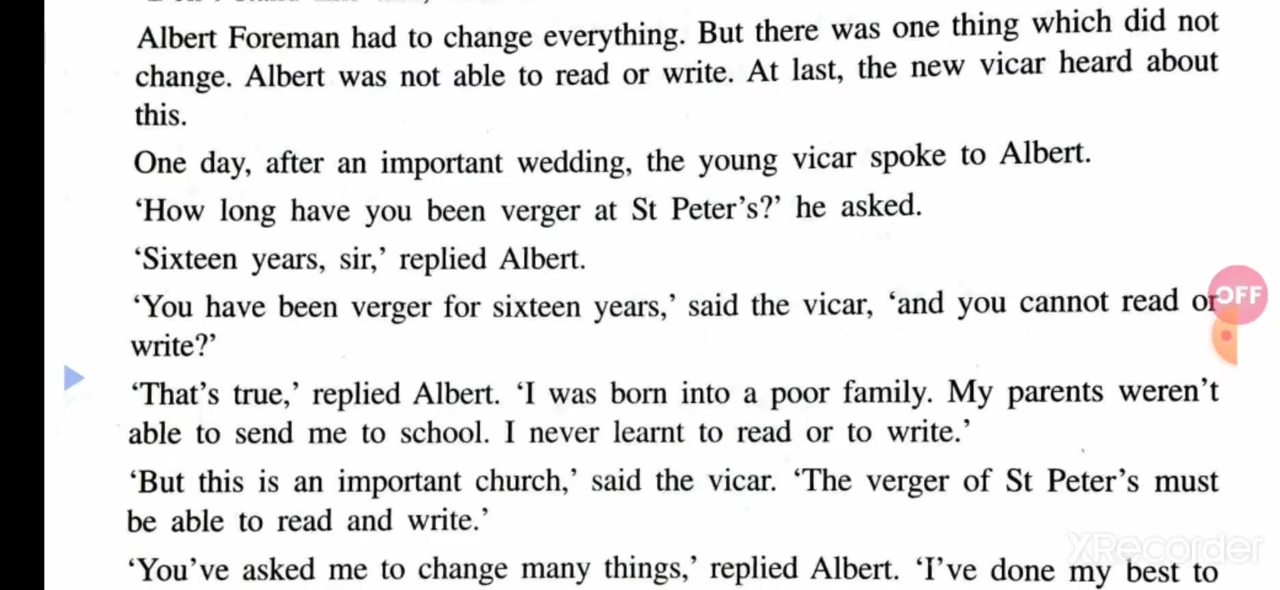 Albert Foreman had to change everything. But there was one thing which did not
change. Albert was not able to read or write. At last, the new vicar heard about
this.
One day, after an important wedding, the young vicar spoke to Albert.
‘How long have you been verger at St Peter’s?’ he asked.
‘Sixteen years, sir,’ replied Albert.
‘You have been verger for sixteen years,’ said the vicar, ‘and you cannot read or
OFF
write?’
‘That’s true,’ replied Albert. ‘I was born into a poor family. My parents weren’t
able to send me to school. I never learnt to read or to write.’
‘But this is an important church,’ said the vicar. ‘The verger of St Peter’s must
be able to read and write.’
XRecorder
‘You’ve asked me to change many things,’ replied Albert. ‘I’ve done my best to